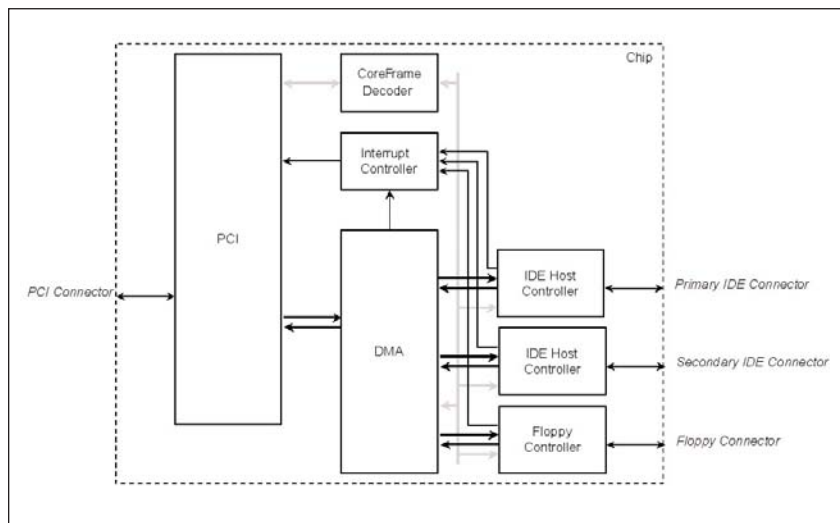 Chip
CoreFrame
Decoder
Interrupt
Controller
PCI
PCI Connector
DMA
IDE Host
Controller
Primary IDE Connector
IDE Host
Controller
Secondary IDE Connector
Floppy
Controller
Floppy Connector